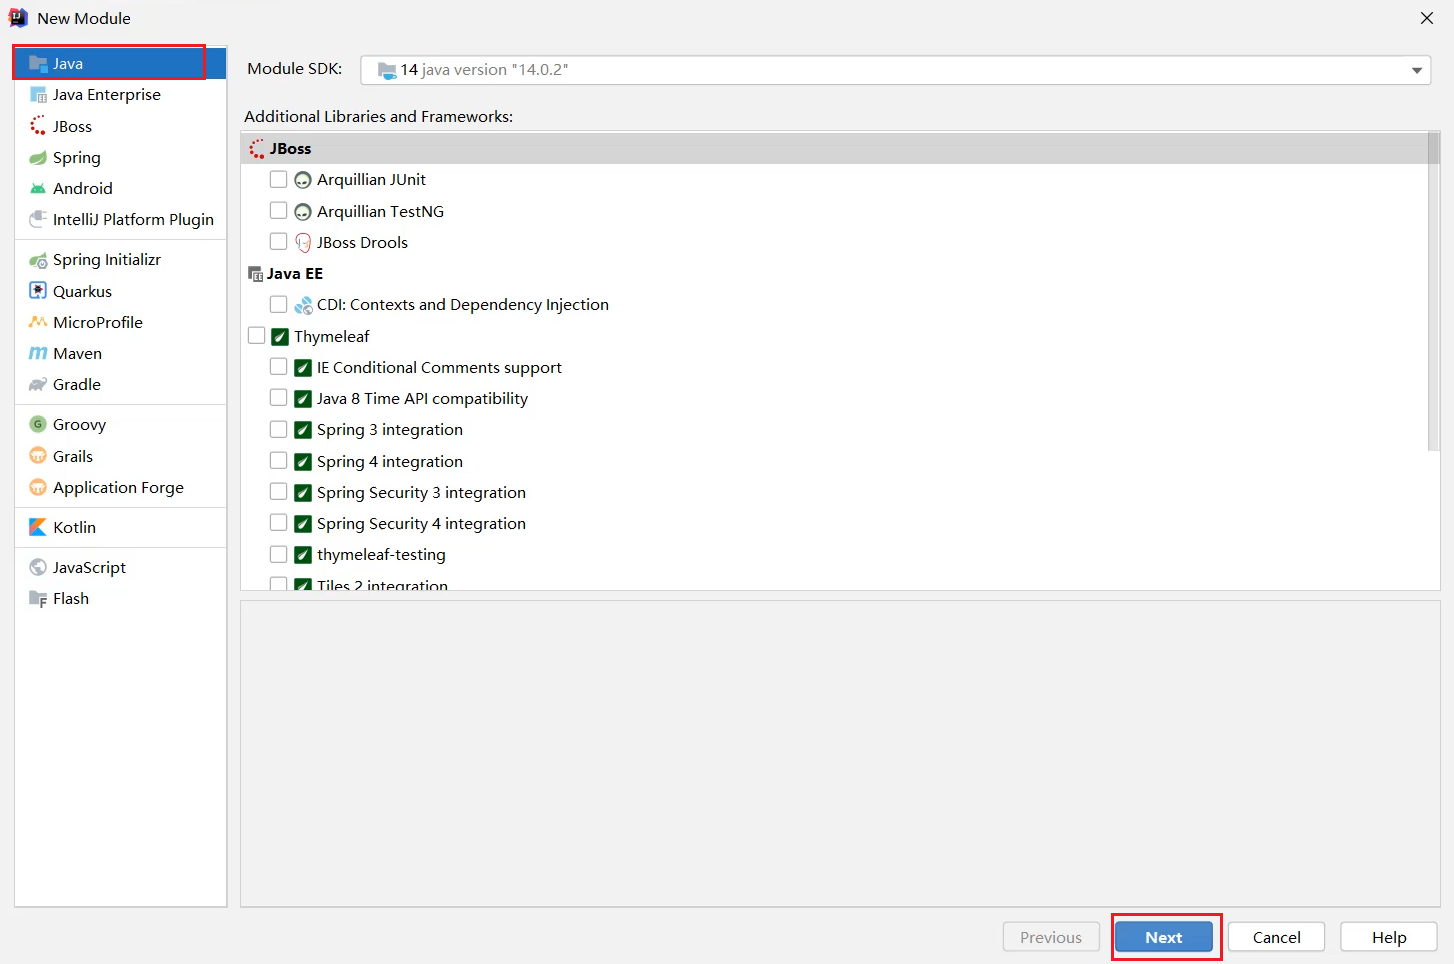 New Module
Java
Java Enterprise
JBoss
Spring
Android
IntelliJ Platform Plugin
Spring Initializr
Quarkus
MicroProfile
Maven
Gradle
Groovy
Grails
Application Forge
Kotlin
JavaScript
Flash
Module SDK: 14 java version "14.0.2"
Additional Libraries and Frameworks:
JBoss
Arquillian JUnit
Arquillian TestNG
JBoss Drools
Java EE
CDI: Contexts and Dependency Injection
Thymeleaf
IE Conditional Comments support
Java 8 Time API compatibility
Spring 3 integration
Spring 4 integration
Spring Security 3 integration
Spring Security 4 integration
thymeleaf-testing
Tiles 2 integration
Previous Next Cancel Help